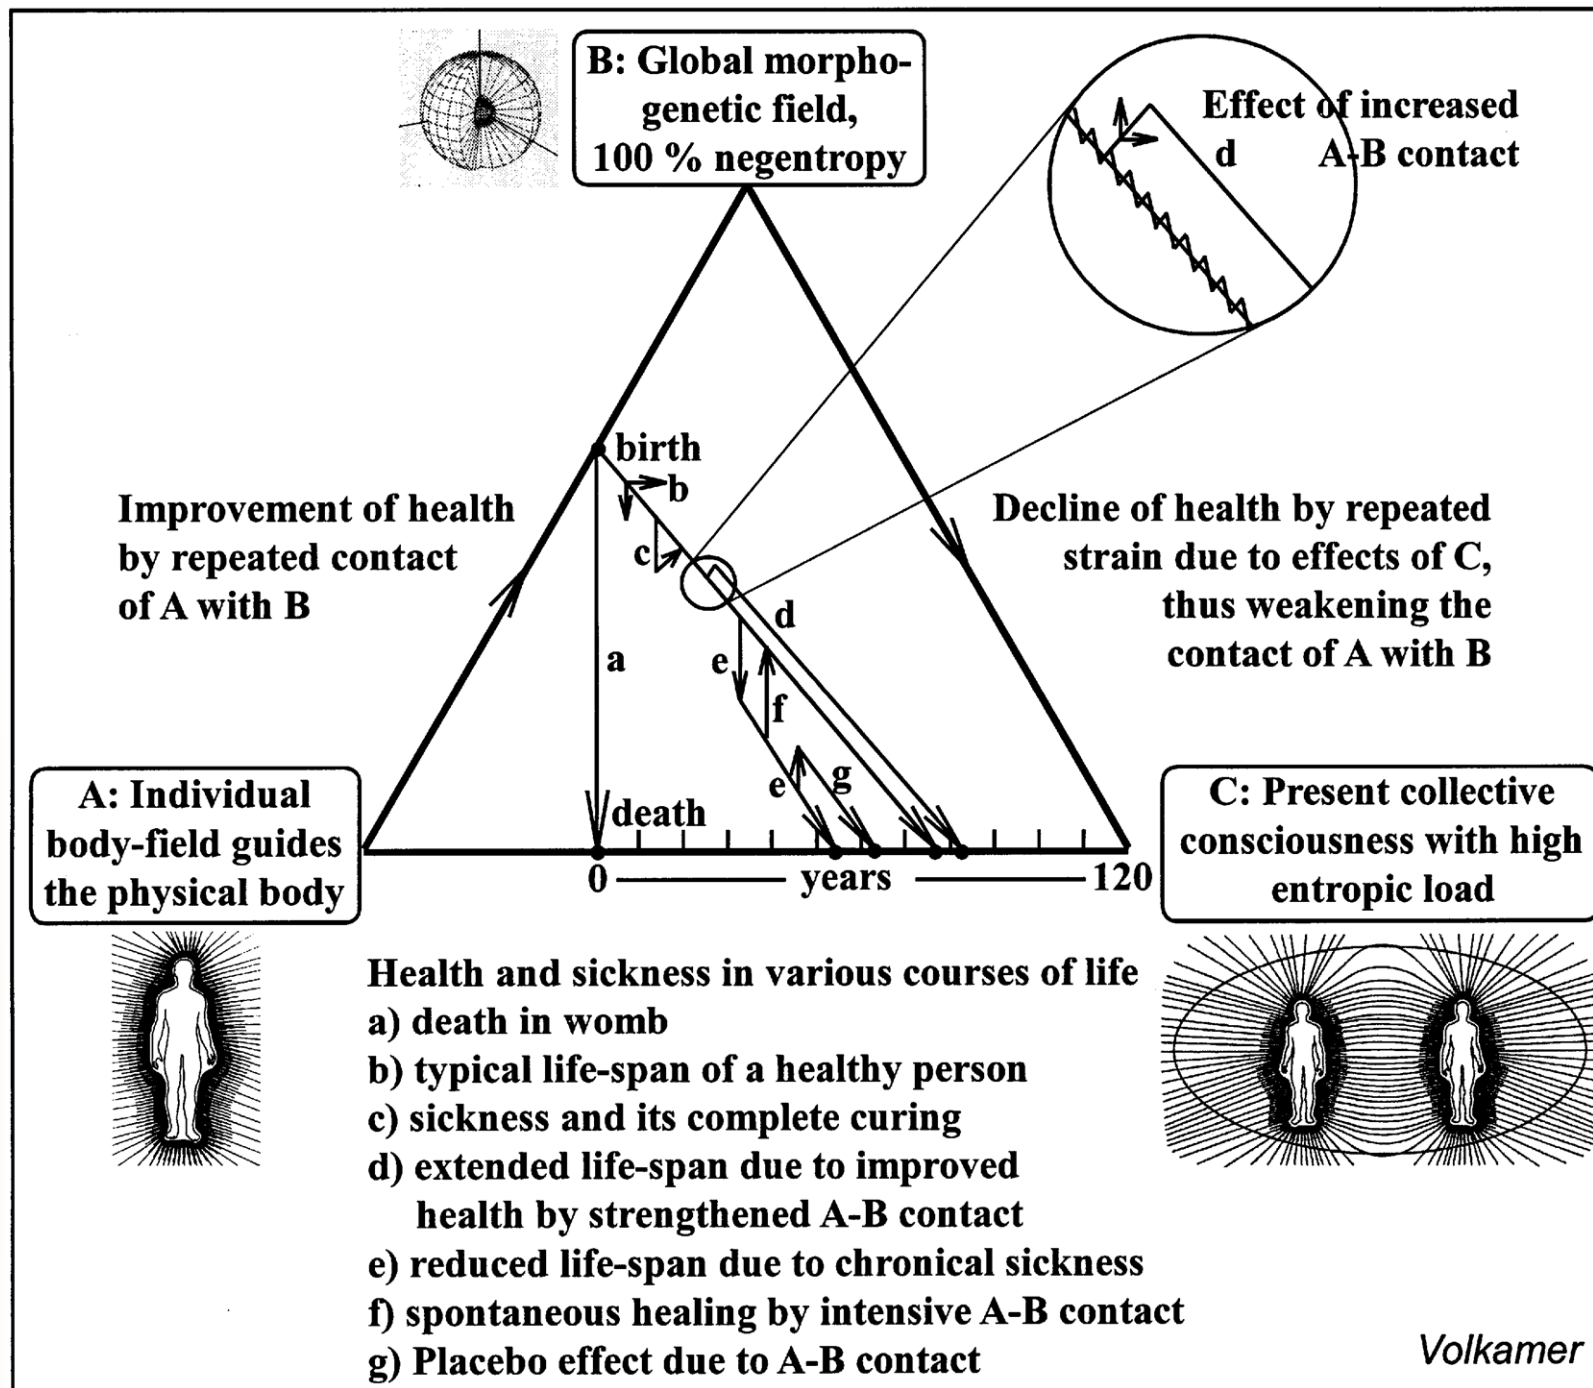 B: Global morpho-
genetic field,
100 % negentropy
Effect of increased
d A-B contact
birth
b
c
Improvement of health
by repeated contact
of A with B
Decline of health by repeated
strain due to effects of C,
thus weakening the
contact of A with B
d
a
e
f
e
g
A: Individual
body-field guides
the physical body
death
0
years
120
C: Present collective
consciousness with high
entropic load
Health and sickness in various courses of life
a) death in womb
b) typical life-span of a healthy person
c) sickness and its complete curing
d) extended life-span due to improved
health by strengthened A-B contact
e) reduced life-span due to chronical sickness
f) spontaneous healing by intensive A-B contact
g) Placebo effect due to A-B contact
Volkamer